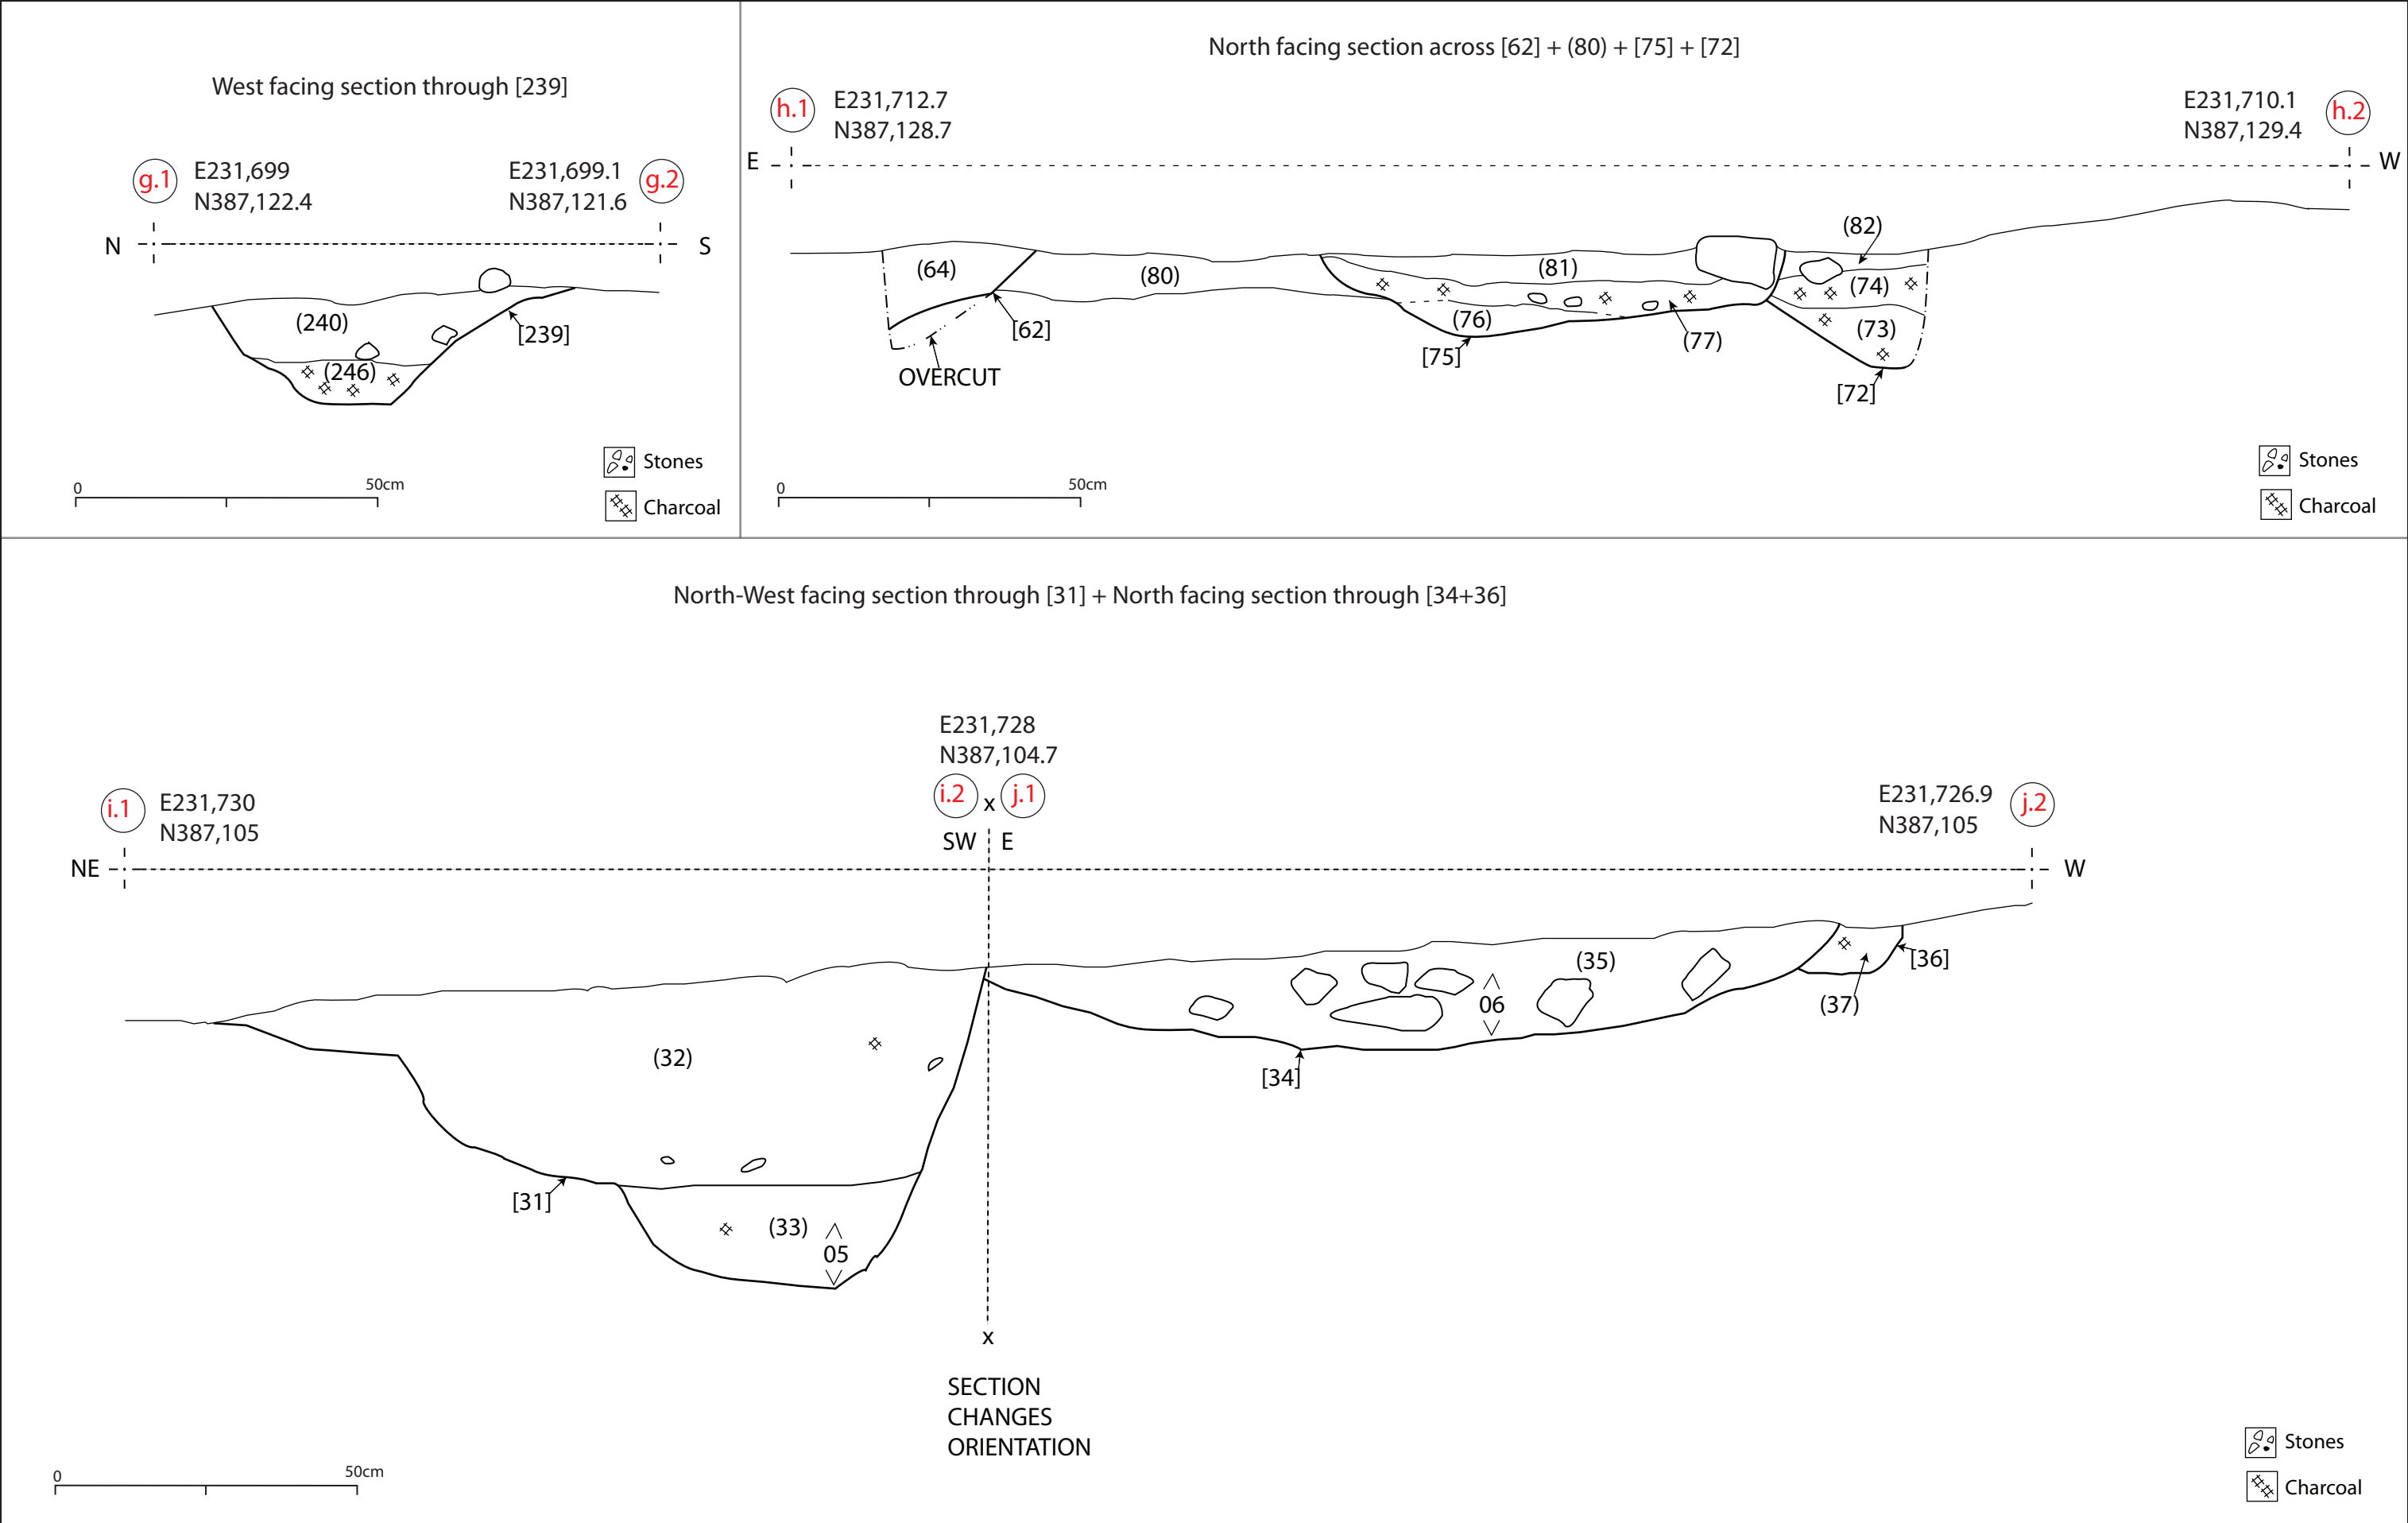 West facing section through [239]
g.1
E231,699
N387,122.4
E231,699.1
N387,121.6
g.2
N
S
(240)
[239]
(246)
Stones
Charcoal
0
50cm
North facing section across [62] + (80) + [75] + [72]
h.1
E231,712.7
N387,128.7
E231,710.1
N387,129.4
h.2
E
W
(82)
(64)
(80)
(81)
(74)
(76)
(73)
[62]
(77)
[75]
OVERCUT
[72]
Stones
Charcoal
0
50cm
North-West facing section through [31] + North facing section through [34+36]
E231,728
N387,104.7
i.1
E231,730
N387,105
i.2
x
j.1
E231,726.9
N387,105
j.2
SW
E
NE
W
(35)
[36]
06
(37)
(32)
[34]
[31]
(33)
05
x
SECTION
CHANGES
ORIENTATION
Stones
Charcoal
0
50cm